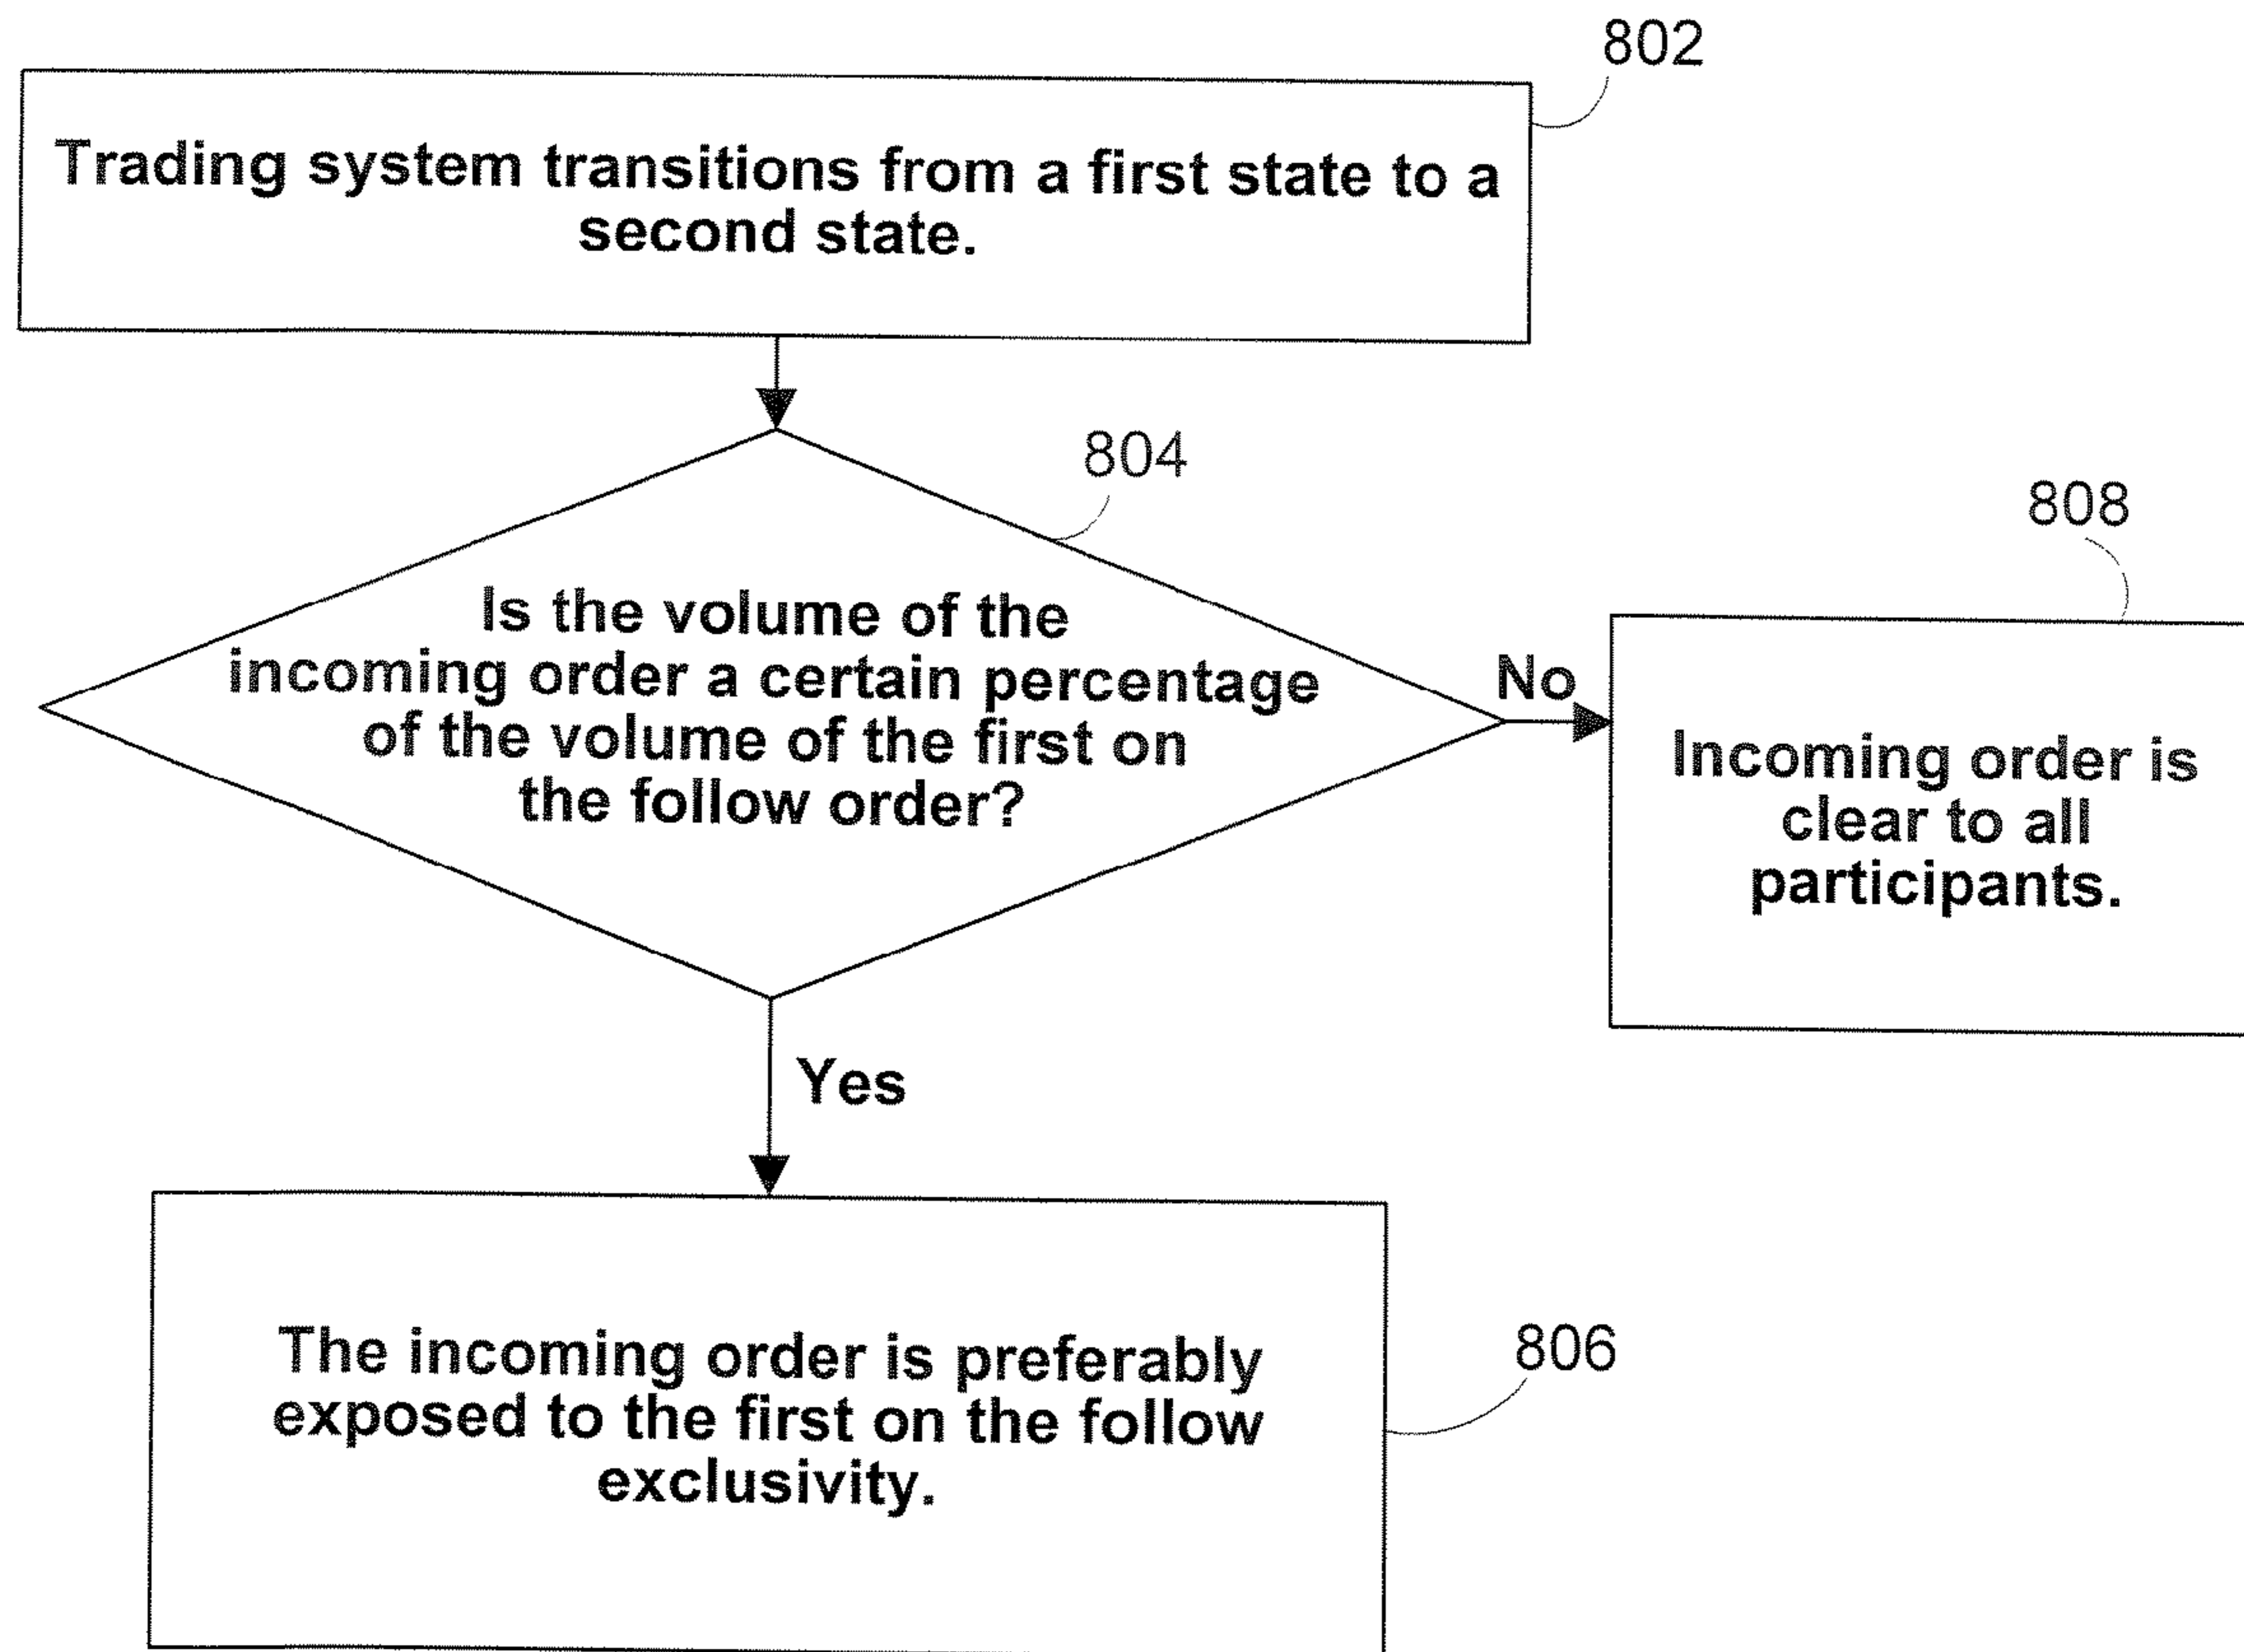 802
Trading system transitions from a first state to a
second state.
804
Is the volume of the
incoming order a certain percentage
of the volume of the first on
the follow order?
No
808
Incoming order is
clear to all
participants.
Yes
806
The incoming order is preferably
exposed to the first on the follow
exclusivity.